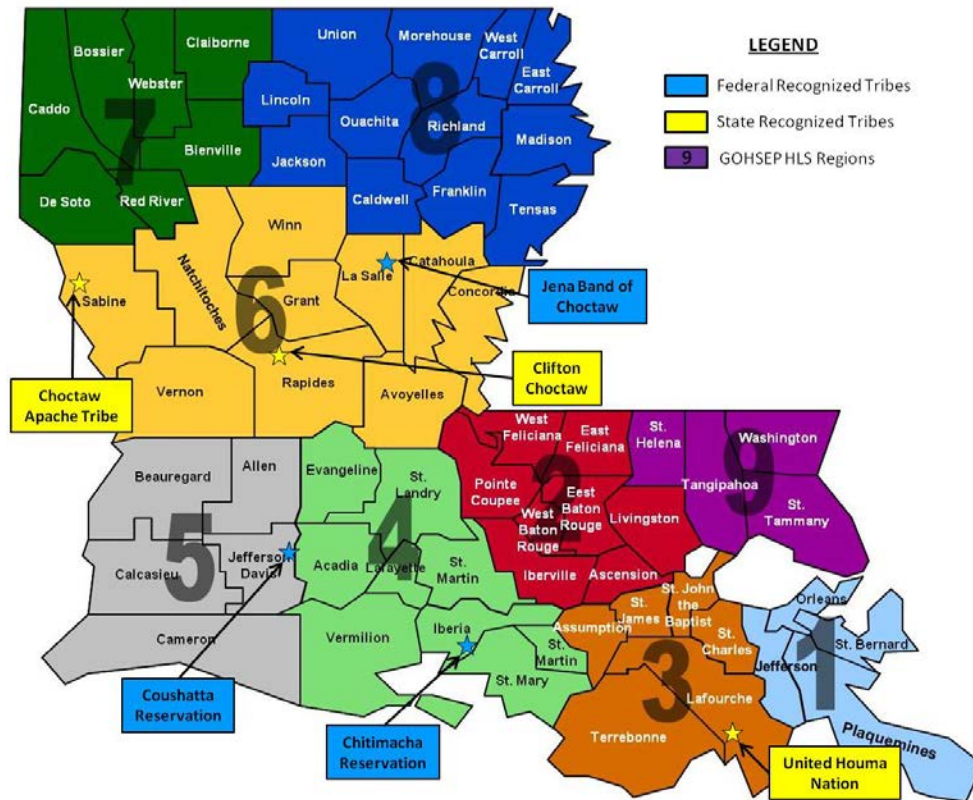 LEGEND
Federal Recognized Tribes
State Recognized Tribes
9
GOHSEP HLS Regions
Caddo
Bossier
Webster
Claiborne
Bienville
De Soto
Red River
7
Union
Morehouse
West
Carroll
East
Carroll
Lincoln
Ouachita
Richland
Madison
Jackson
Caldwell
Franklin
Tensas
8
Winn
Natchitoches
Sabine
Grant
La Salle
Catahoula
Concordia
Vernon
Rapides
Avoyelles
6
Jena Band of
Choctaw
Clifton
Choctaw
Choctaw
Apache Tribe
West
Feliciana
East
Feliciana
Pointe
Coupee
West
Baton
Rouge
Eest
Baton
Rouge
Livingston
Iberville
Ascension
2
St.
Helena
Washington
Tangipahoa
St.
Tammany
9
Beauregard
Allen
Calcasieu
Jefferson
Davis
Cameron
5
Evangeline
St.
Landry
Acadia
Lafayette
St.
Martin
Vermilion
Iberia
St.
Martin
St. Mary
4
Assumption
St.
James
St. John
the
Baptist
St.
Charles
Lafourche
Terrebonne
3
Orleans
St. Bernard
Jefferson
Plaquemines
1
Coushatta
Reservation
Chitimacha
Reservation
United Houma
Nation